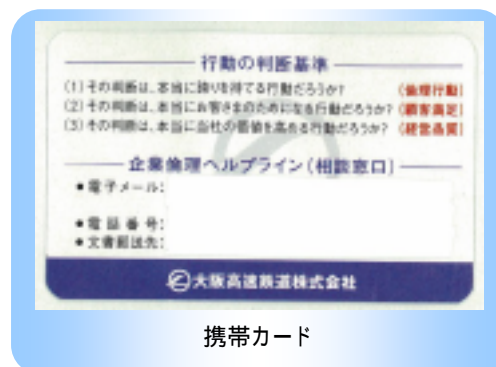 行動の判断基準
(1)その判断は、本当に誇りを持てる行動だろうか? 〈倫理行動〉
(2)その判断は、本当にお客さまのためになる行動だろうか? 〈顧客満足〉
(3)その判断は、本当に当社の価値を高める行動だろうか? 〈経営品質〉
企業倫理ヘルプライン(相談窓口)
●電子メール:
●電話番号:
●文書郵送先:
大阪高速鉄道株式会社
携帯カード